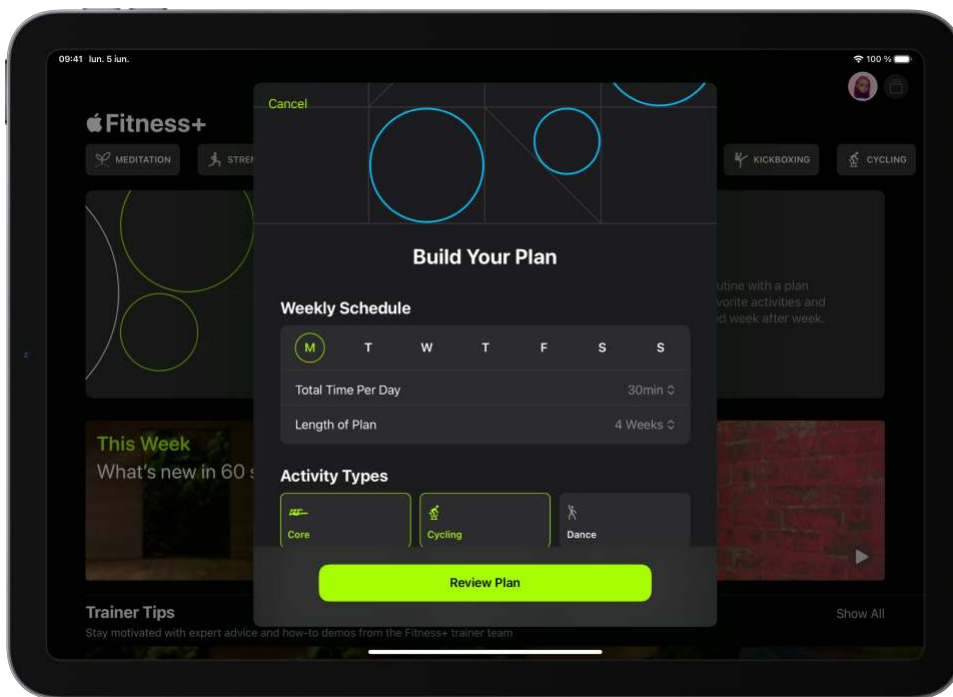 09:41 lun. 5 iun.
100 %
Cancel
Fitness+
MEDITATION
STREN
KICKBOXING
CYCLING
Build Your Plan
utine with a plan
vorite activities and
d week after week.
Weekly Schedule
M T W T F S S
Total Time Per Day 30min
Length of Plan 4 Weeks
This Week
What's new in 60 s
Activity Types
Core
Cycling
Dance
Review Plan
Trainer Tips
Show All
Stay motivated with expert advice and how-to demos from the Fitness+ trainer team